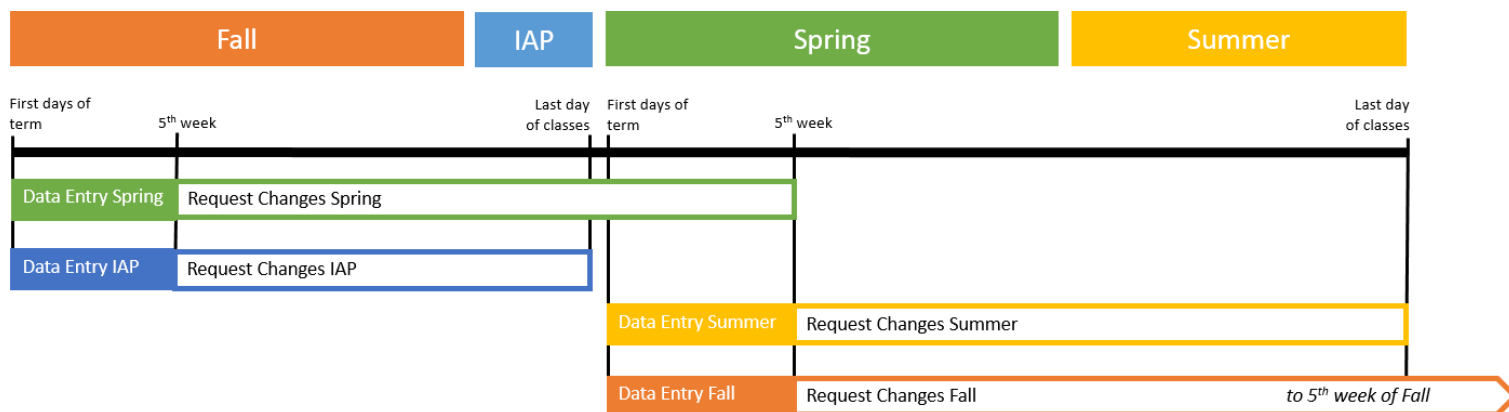 Fall IAP Spring Summer
First days of term
5th week
Last day of classes
First days of term
5th week
Last day of classes
Data Entry Spring Request Changes Spring
Data Entry IAP Request Changes IAP
Data Entry Summer Request Changes Summer
Data Entry Fall Request Changes Fall to 5th week of Fall